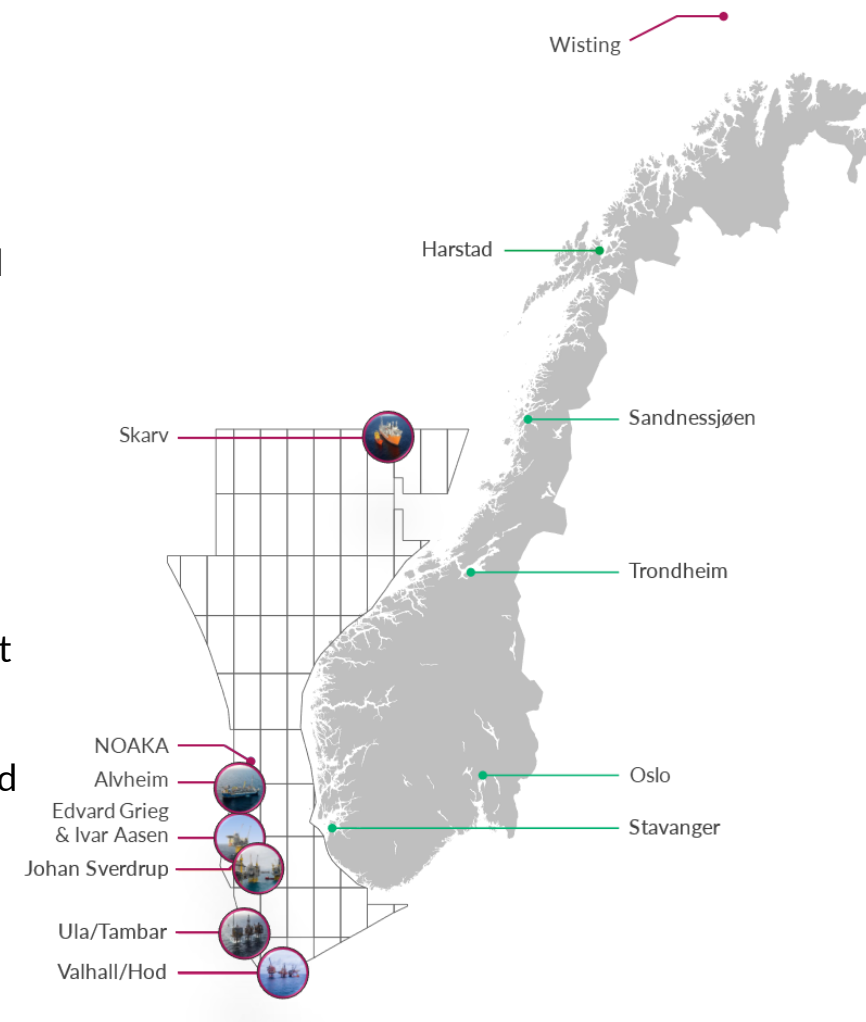 Wisting
Harstad
Sandnessjøen
Skarv
Trondheim
t
NOAKA
d
Alvheim
Oslo
Edvard Grieg
& Ivar Aasen
Stavanger
Johan Sverdrup
Ula/Tambar
Valhall/Hod